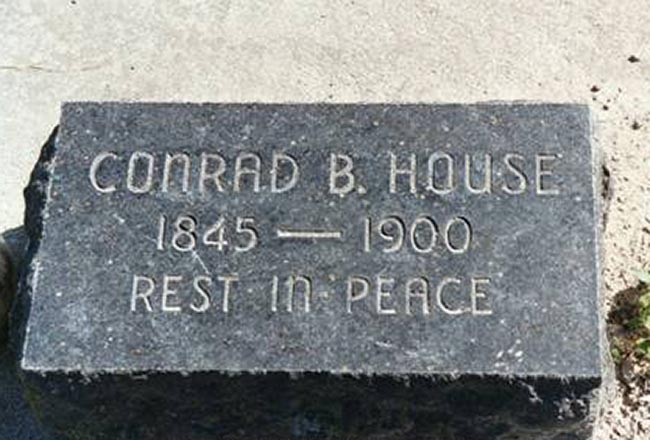 CONRAD B. HOUSE
1845 — 1900
REST · IN · PEACE